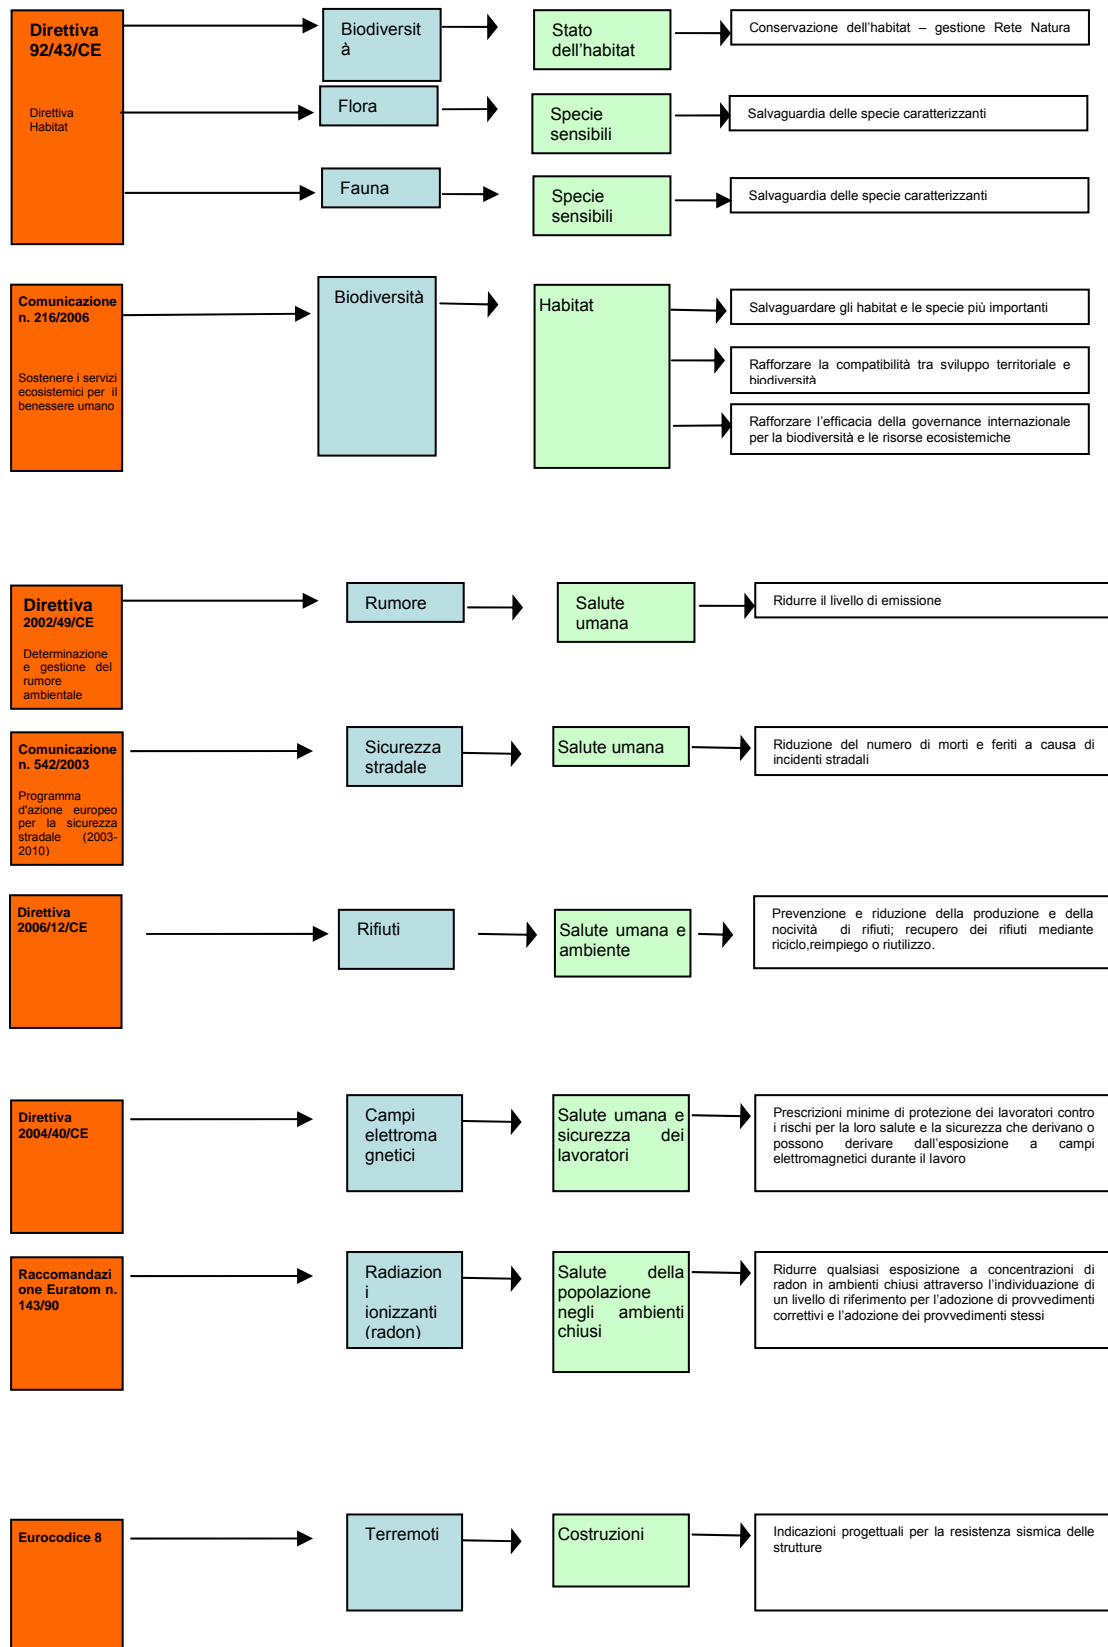 Direttiva
92/43/CE
Direttiva
Habitat
Biodiversit
à
Stato
dell'habitat
Conservazione dell'habitat – gestione Rete Natura
Flora
Specie
sensibili
Salvaguardia delle specie caratterizzanti
Fauna
Specie
sensibili
Salvaguardia delle specie caratterizzanti
Comunicazione
n. 216/2006
Sostenere i servizi
ecosistemici per il
benessere umano
Biodiversità
Habitat
Salvaguardare gli habitat e le specie più importanti
Rafforzare la compatibilità tra sviluppo territoriale e
biodiversità
Rafforzare l'efficacia della governance internazionale
per la biodiversità e le risorse ecosistemiche
Direttiva
2002/49/CE
Determinazione
e gestione del
rumore
ambientale
Rumore
Salute
umana
Ridurre il livello di emissione
Comunicazione
n. 542/2003
Programma
d'azione europeo
per la sicurezza
stradale (2003-
2010)
Sicurezza
stradale
Salute umana
Riduzione del numero di morti e feriti a causa di
incidenti stradali
Direttiva
2006/12/CE
Rifiuti
Salute umana e
ambiente
Prevenzione e riduzione della produzione e della
nocività di rifiuti; recupero dei rifiuti mediante
riciclo,reimpiego o riutilizzo.
Direttiva
2004/40/CE
Campi
elettroma
gnetici
Salute umana e
sicurezza dei
lavoratori
Prescrizioni minime di protezione dei lavoratori contro
i rischi per la loro salute e la sicurezza che derivano o
possono derivare dall'esposizione a campi
elettromagnetici durante il lavoro
Raccomandazi
one Euratom n.
143/90
Radiazion
i
ionizzanti
(radon)
Salute della
popolazione
negli ambienti
chiusi
Ridurre qualsiasi esposizione a concentrazioni di
radon in ambienti chiusi attraverso l'individuazione di
un livello di riferimento per l'adozione di provvedimenti
correttivi e l'adozione dei provvedimenti stessi
Eurocodice 8
Terremoti
Costruzioni
Indicazioni progettuali per la resistenza sismica delle
strutture